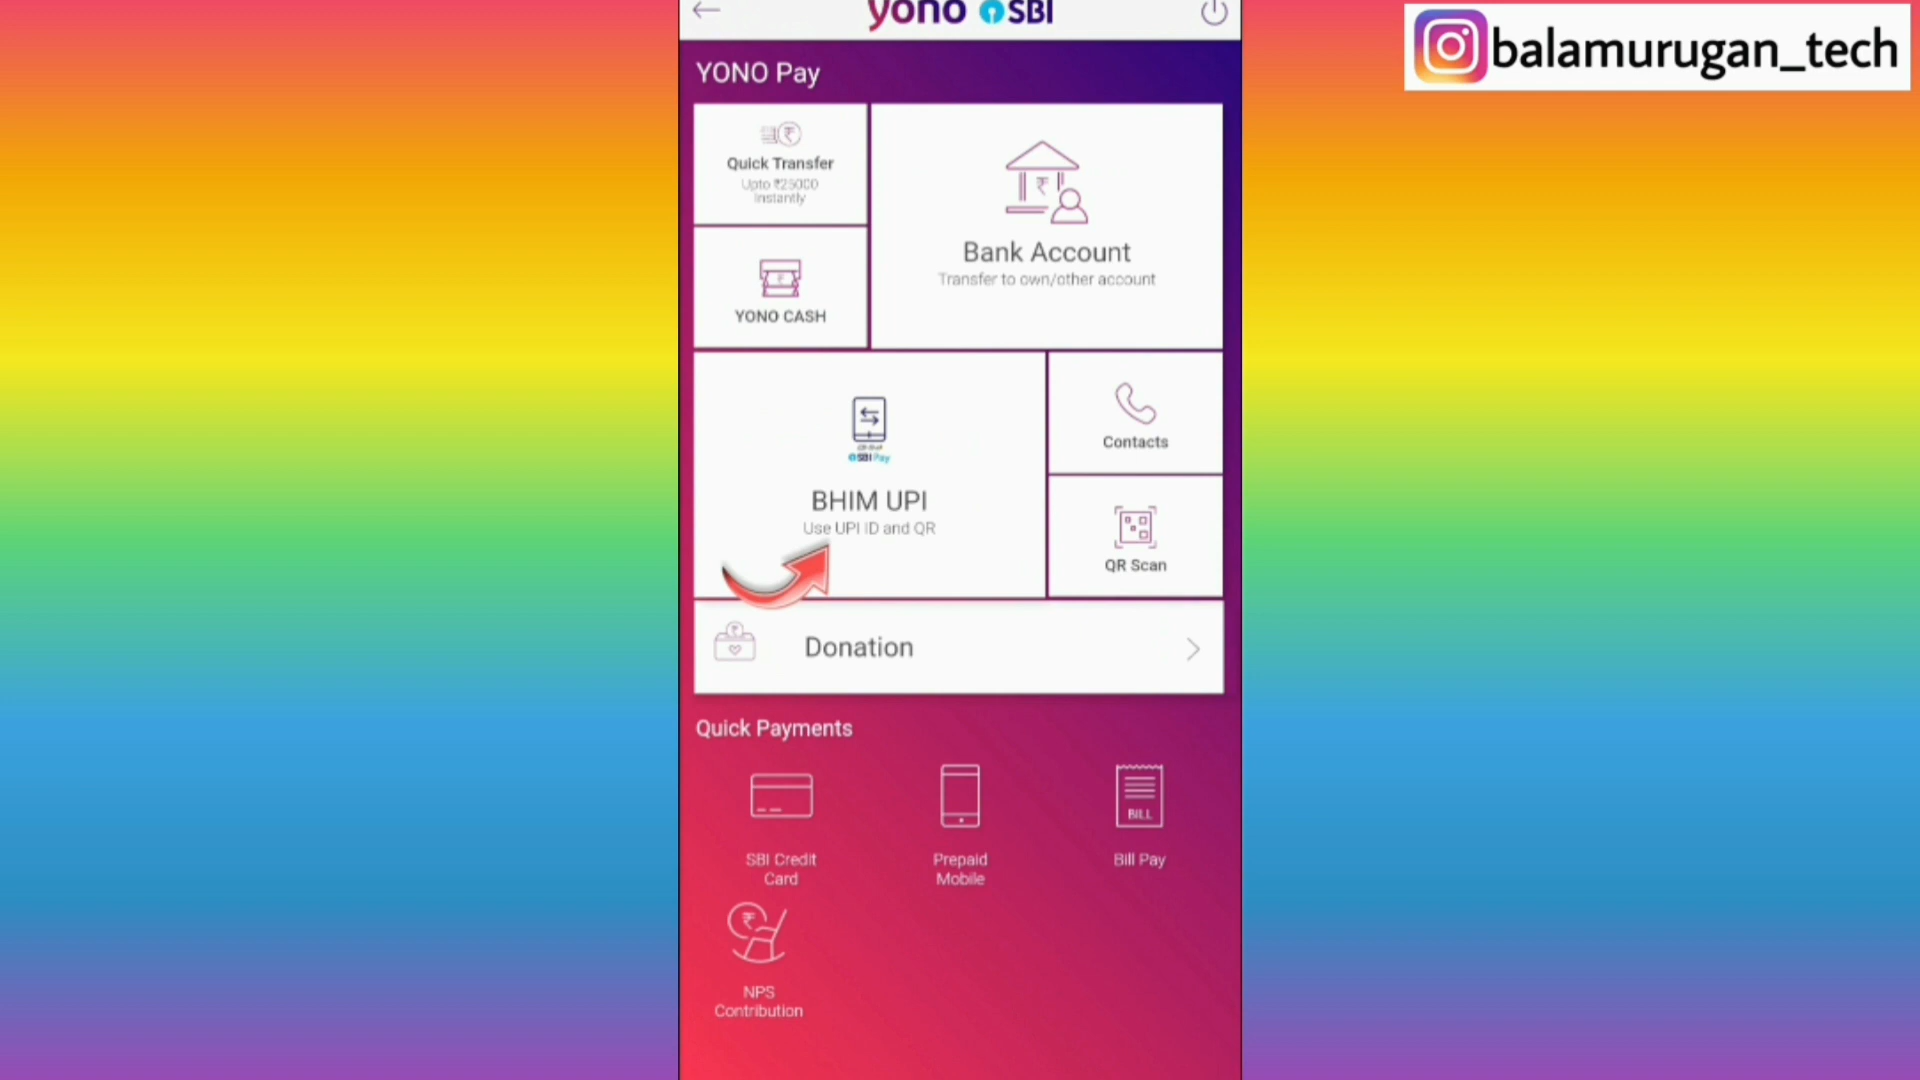 yono SBI
balamurugan_tech
YONO Pay
Quick Transfer
Upto ₹25000
Instantly
Bank Account
Transfer to own/other account
YONO CASH
SBI Pay
BHIM UPI
Use UPI ID and QR
Contacts
QR Scan
Donation
Quick Payments
BILL
SBI Credit
Card
Prepaid
Mobile
Bill Pay
NPS
Contribution